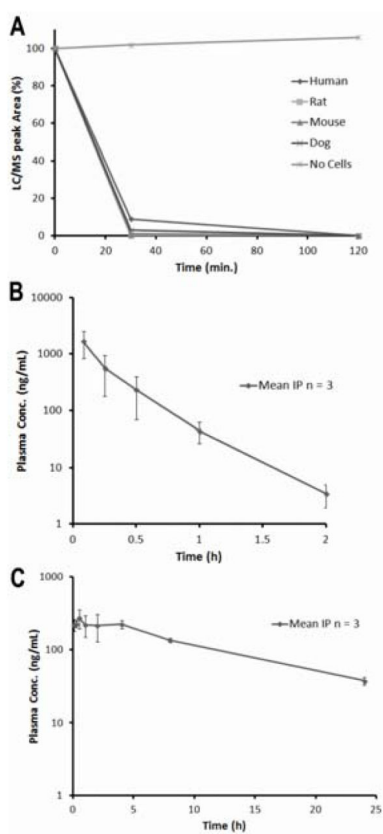 A
LC/MS peak Area (%)
100
80
60
40
20
0
0 20 40 60 80 100 120
Time (min.)
Human
Rat
Mouse
Dog
No Cells
B
Plasma Conc. (ng/mL)
10000
1000
100
10
1
0 0.5 1 1.5 2
Time (h)
Mean IP n = 3
C
Plasma Conc. (ng/mL)
1000
100
10
1
0 5 10 15 20 25
Time (h)
Mean IP n = 3